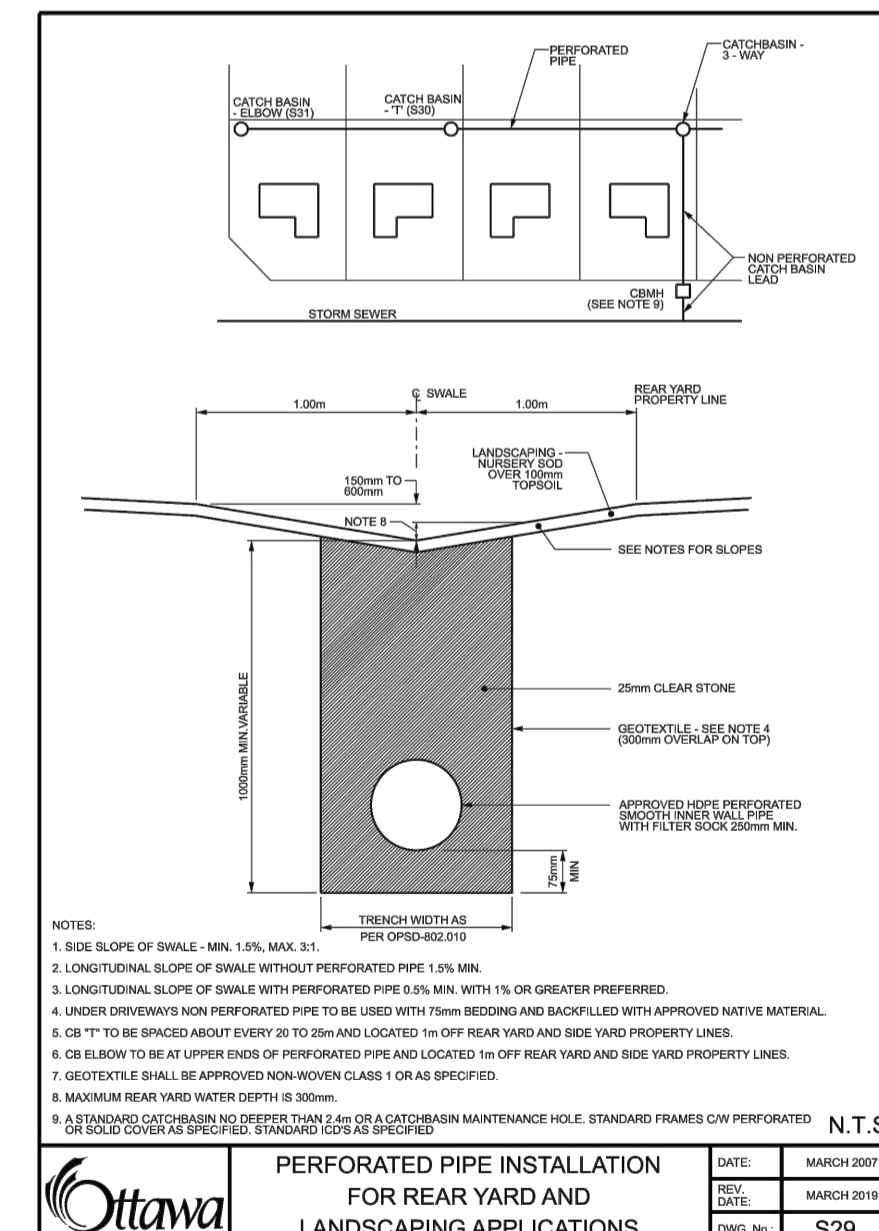 PERFORATED
PIPE
CATCHBASIN -
3 - WAY
CATCH BASIN
- ELBOW (S31)
CATCH BASIN
- 'T' (S30)
NON PERFORATED
CATCH BASIN
LEAD
CBMH
(SEE NOTE 9)
STORM SEWER
℄ SWALE
REAR YARD
PROPERTY LINE
1.00m
1.00m
LANDSCAPING -
NURSERY SOD
OVER 100mm
TOPSOIL
150mm TO
600mm
NOTE 8
SEE NOTES FOR SLOPES
1000mm MIN.VARIABLE
25mm CLEAR STONE
GEOTEXTILE - SEE NOTE 4
(300mm OVERLAP ON TOP)
APPROVED HDPE PERFORATED
SMOOTH INNER WALL PIPE
WITH FILTER SOCK 250mm MIN.
75mm
MIN
TRENCH WIDTH AS
PER OPSD-802.010
NOTES:
1. SIDE SLOPE OF SWALE - MIN. 1.5%, MAX. 3:1.
2. LONGITUDINAL SLOPE OF SWALE WITHOUT PERFORATED PIPE 1.5% MIN.
3. LONGITUDINAL SLOPE OF SWALE WITH PERFORATED PIPE 0.5% MIN. WITH 1% OR GREATER PREFERRED.
4. UNDER DRIVEWAYS NON PERFORATED PIPE TO BE USED WITH 75mm BEDDING AND BACKFILLED WITH APPROVED NATIVE MATERIAL.
5. CB "T" TO BE SPACED ABOUT EVERY 20 TO 25m AND LOCATED 1m OFF REAR YARD AND SIDE YARD PROPERTY LINES.
6. CB ELBOW TO BE AT UPPER ENDS OF PERFORATED PIPE AND LOCATED 1m OFF REAR YARD AND SIDE YARD PROPERTY LINES.
7. GEOTEXTILE SHALL BE APPROVED NON-WOVEN CLASS 1 OR AS SPECIFIED.
8. MAXIMUM REAR YARD WATER DEPTH IS 300mm.
9. A STANDARD CATCHBASIN NO DEEPER THAN 2.4m OR A CATCHBASIN MAINTENANCE HOLE. STANDARD FRAMES C/W PERFORATED
OR SOLID COVER AS SPECIFIED. STANDARD ICD'S AS SPECIFIED
N.T.S
Ottawa
PERFORATED PIPE INSTALLATION
FOR REAR YARD AND
LANDSCAPING APPLICATIONS
DATE: MARCH 2007
REV.
DATE: MARCH 2019
DWG. No.: S29